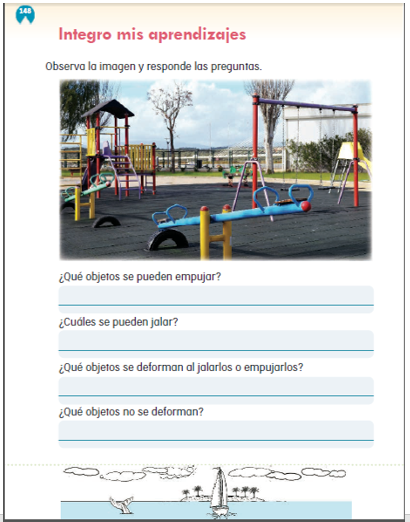 148
Integro mis aprendizajes
Observa la imagen y responde las preguntas.
¿Qué objetos se pueden empujar?
¿Cuáles se pueden jalar?
¿Qué objetos se deforman al jalarlos o empujarlos?
¿Qué objetos no se deforman?